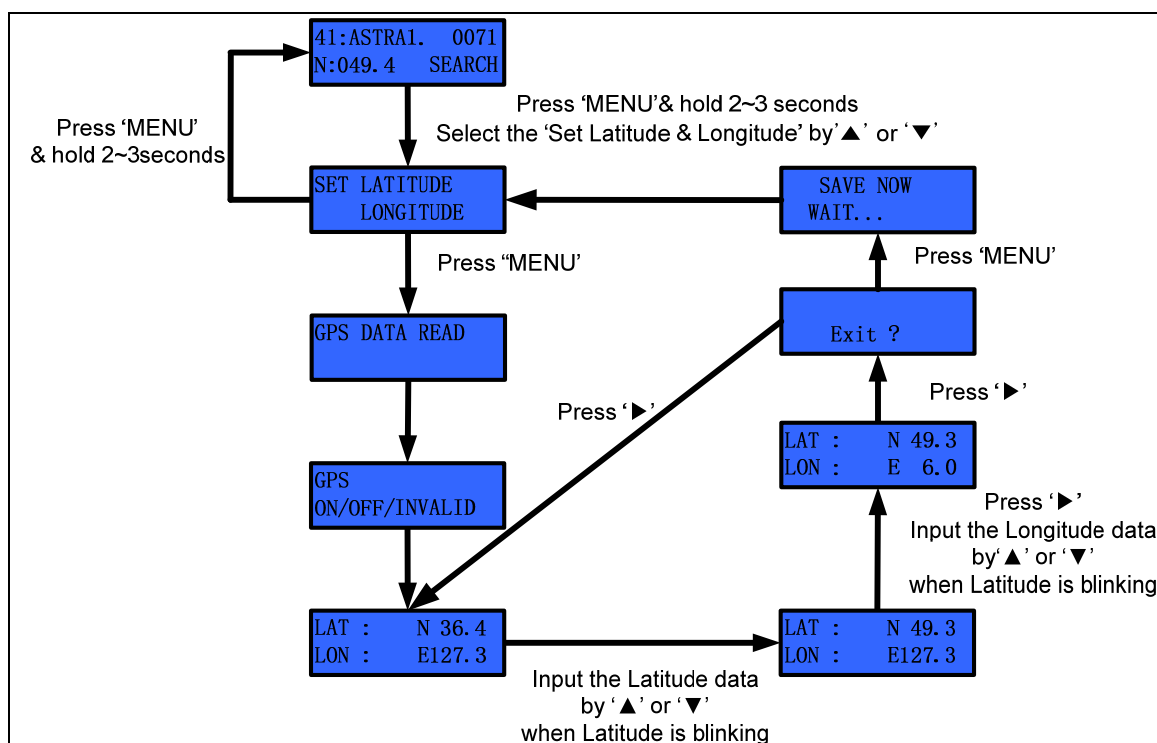 41:ASTRA1. 0071
N:049.4 SEARCH
Press ‘MENU’& hold 2~3 seconds
Select the ‘Set Latitude & Longitude’ by’▲’ or ‘▼’
Press ‘MENU’
& hold 2~3seconds
SET LATITUDE
LONGITUDE
SAVE NOW
WAIT...
Press “MENU’
Press ‘MENU’
GPS DATA READ
Exit ?
Press ‘▶’
Press ‘▶’
LAT : N 49.3
LON : E 6.0
GPS
ON/OFF/INVALID
Press ‘▶’
Input the Longitude data
by‘▲’ or ‘▼’
when Latitude is blinking
LAT : N 36.4
LON : E127.3
LAT : N 49.3
LON : E127.3
Input the Latitude data
by ‘▲’ or ‘▼’
when Latitude is blinking